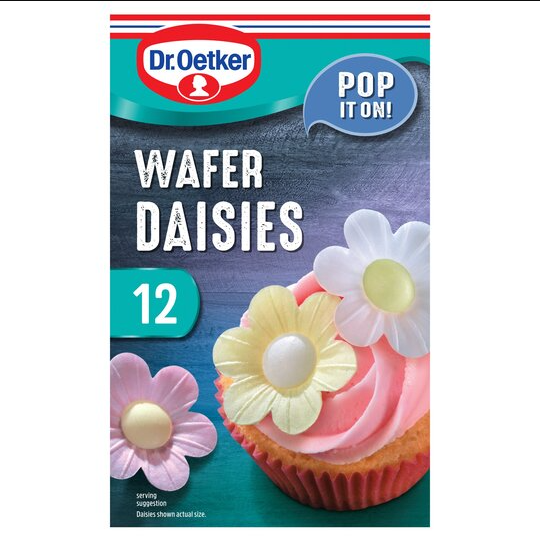 Dr.Oetker
POP
IT ON!
WAFER
DAISIES
12
serving
suggestion
Daisies shown actual size.